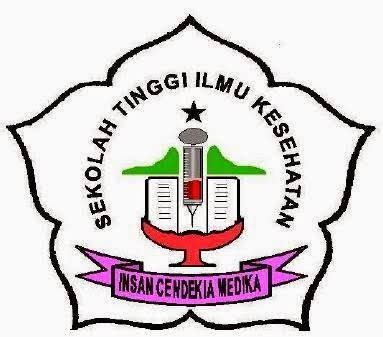 SEKOLAH TINGGI ILMU KESEHATAN
INSAN CENDEKIA MEDIKA